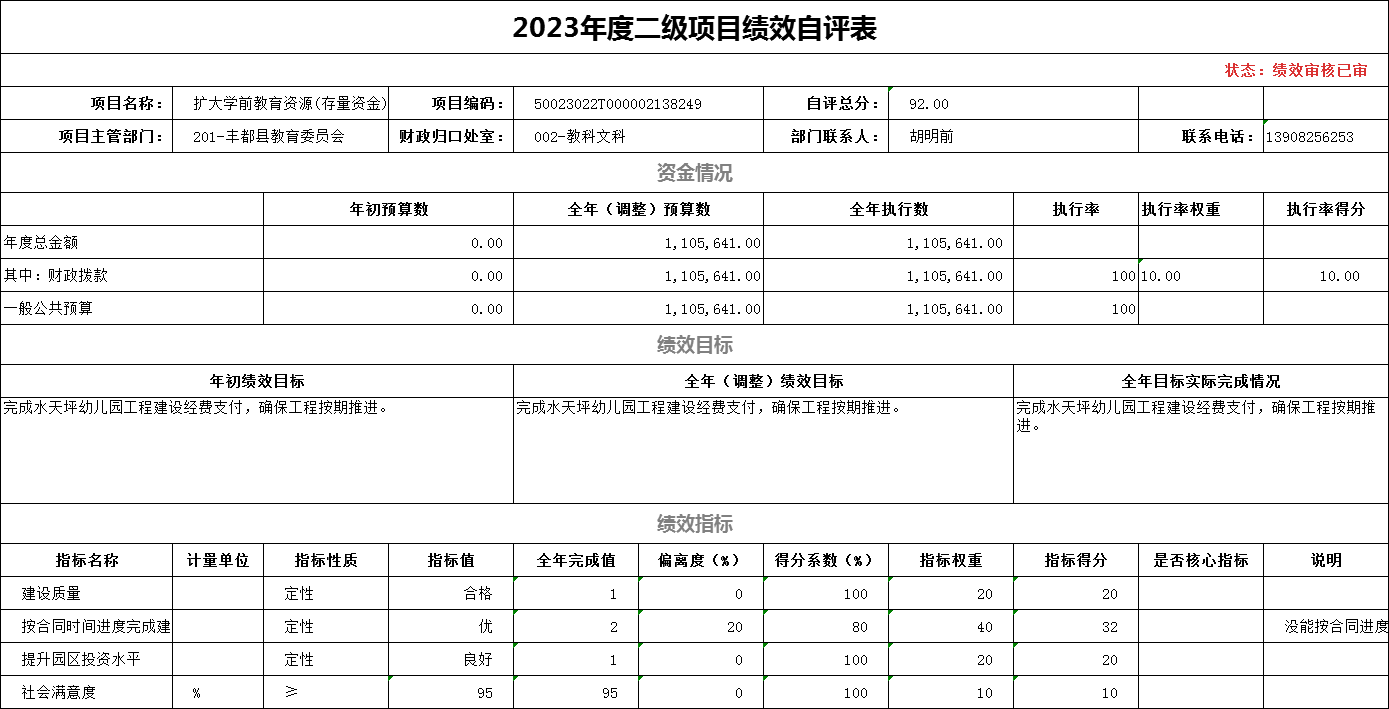 2023年度二级项目绩效自评表
状态：绩效审核已审
项目名称： 扩大学前教育资源(存量资金) 项目编码： 50023022T000002138249 自评总分： 92.00
项目主管部门： 201-丰都县教育委员会 财政归口处室： 002-教科文科 部门联系人： 胡明前 联系电话： 13908256253
资金情况
年初预算数 全年（调整）预算数 全年执行数 执行率 执行率权重 执行率得分
年度总金额 0.00 1,105,641.00 1,105,641.00
其中：财政拨款 0.00 1,105,641.00 1,105,641.00 100 10.00 10.00
一般公共预算 0.00 1,105,641.00 1,105,641.00 100
绩效目标
年初绩效目标 全年（调整）绩效目标 全年目标实际完成情况
完成水天坪幼儿园工程建设经费支付，确保工程按期推进。 完成水天坪幼儿园工程建设经费支付，确保工程按期推进。 完成水天坪幼儿园工程建设经费支付，确保工程按期推
进。
绩效指标
指标名称 计量单位 指标性质 指标值 全年完成值 偏离度（%） 得分系数（%） 指标权重 指标得分 是否核心指标 说明
建设质量 定性 合格 1 0 100 20 20
按合同时间进度完成建 定性 优 2 20 80 40 32 没能按合同进度
提升园区投资水平 定性 良好 1 0 100 20 20
社会满意度 % ≥ 95 95 0 100 10 10